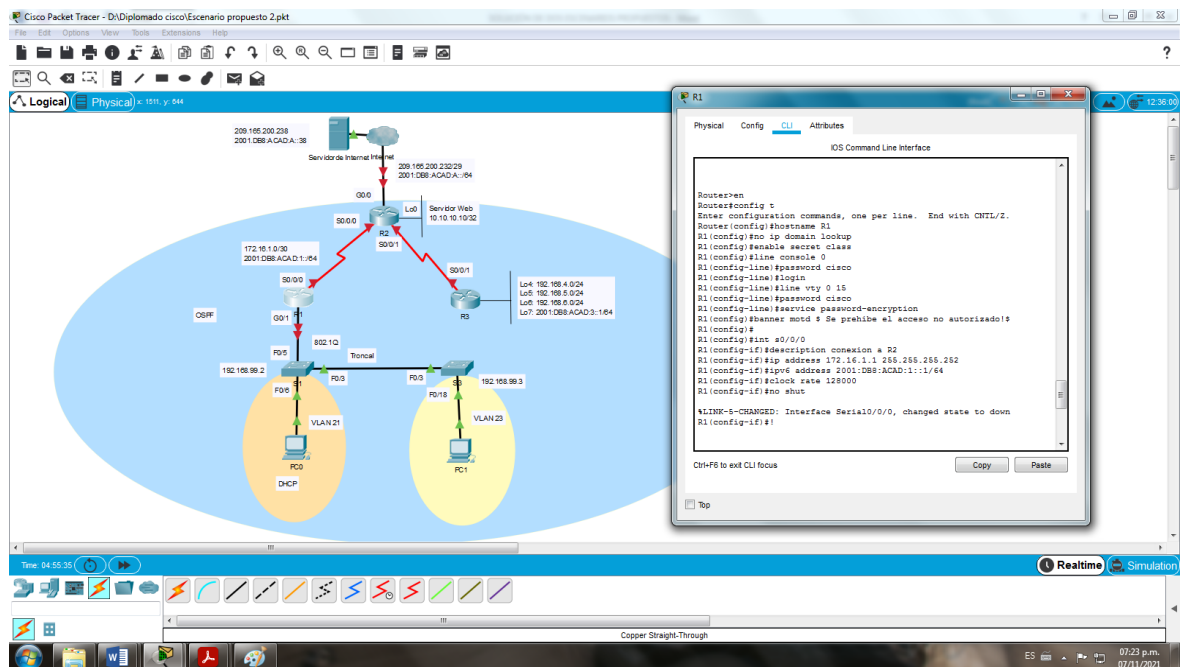 Cisco Packet Tracer - D:\Diplomado cisco\Escenario propuesto 2.pkt
File Edit Options View Tools Extensions Help
?
Logical Physical x: 1511, y: 644
12:36:00
209.165.200.238
2001:DB8:ACAD:A::38
Servidor de Internet Internet
209.165.200.232/29
2001:DB8:ACAD:A::/64
G0/0
Lo0
Servidor Web
10.10.10.10/32
S0/0/0
R2
S0/0/1
172.16.1.0/30
2001:DB8:ACAD:1::/64
S0/0/0
S0/0/1
Lo4: 192.168.4.0/24
Lo5: 192.168.5.0/24
Lo6: 192.168.6.0/24
Lo7: 2001:DB8:ACAD:3::1/64
R3
OSPF
R1
G0/1
802.1Q
F0/5
Troncal
192.168.99.2
S1
F0/3
F0/3
S3
192.168.99.3
F0/6
F0/18
VLAN 21
VLAN 23
PC0
PC1
DHCP
R1
Physical Config CLI Attributes
IOS Command Line Interface
Router>en
Router#config t
Enter configuration commands, one per line. End with CNTL/Z.
Router(config)#hostname R1
R1(config)#no ip domain lookup
R1(config)#enable secret class
R1(config)#line console 0
R1(config-line)#password cisco
R1(config-line)#login
R1(config-line)#line vty 0 15
R1(config-line)#password cisco
R1(config-line)#service password-encryption
R1(config)#banner motd $ Se prehibe el acceso no autorizado!$
R1(config)#
R1(config)#int s0/0/0
R1(config-if)#description conexion a R2
R1(config-if)#ip address 172.16.1.1 255.255.255.252
R1(config-if)#ipv6 address 2001:DB8:ACAD:1::1/64
R1(config-if)#clock rate 128000
R1(config-if)#no shut
%LINK-5-CHANGED: Interface Serial0/0/0, changed state to down
R1(config-if)#!
Ctrl+F6 to exit CLI focus
Copy Paste
Top
Time: 04:55:35
Realtime Simulation
Copper Straight-Through
ES
07:23 p.m.
07/11/2021